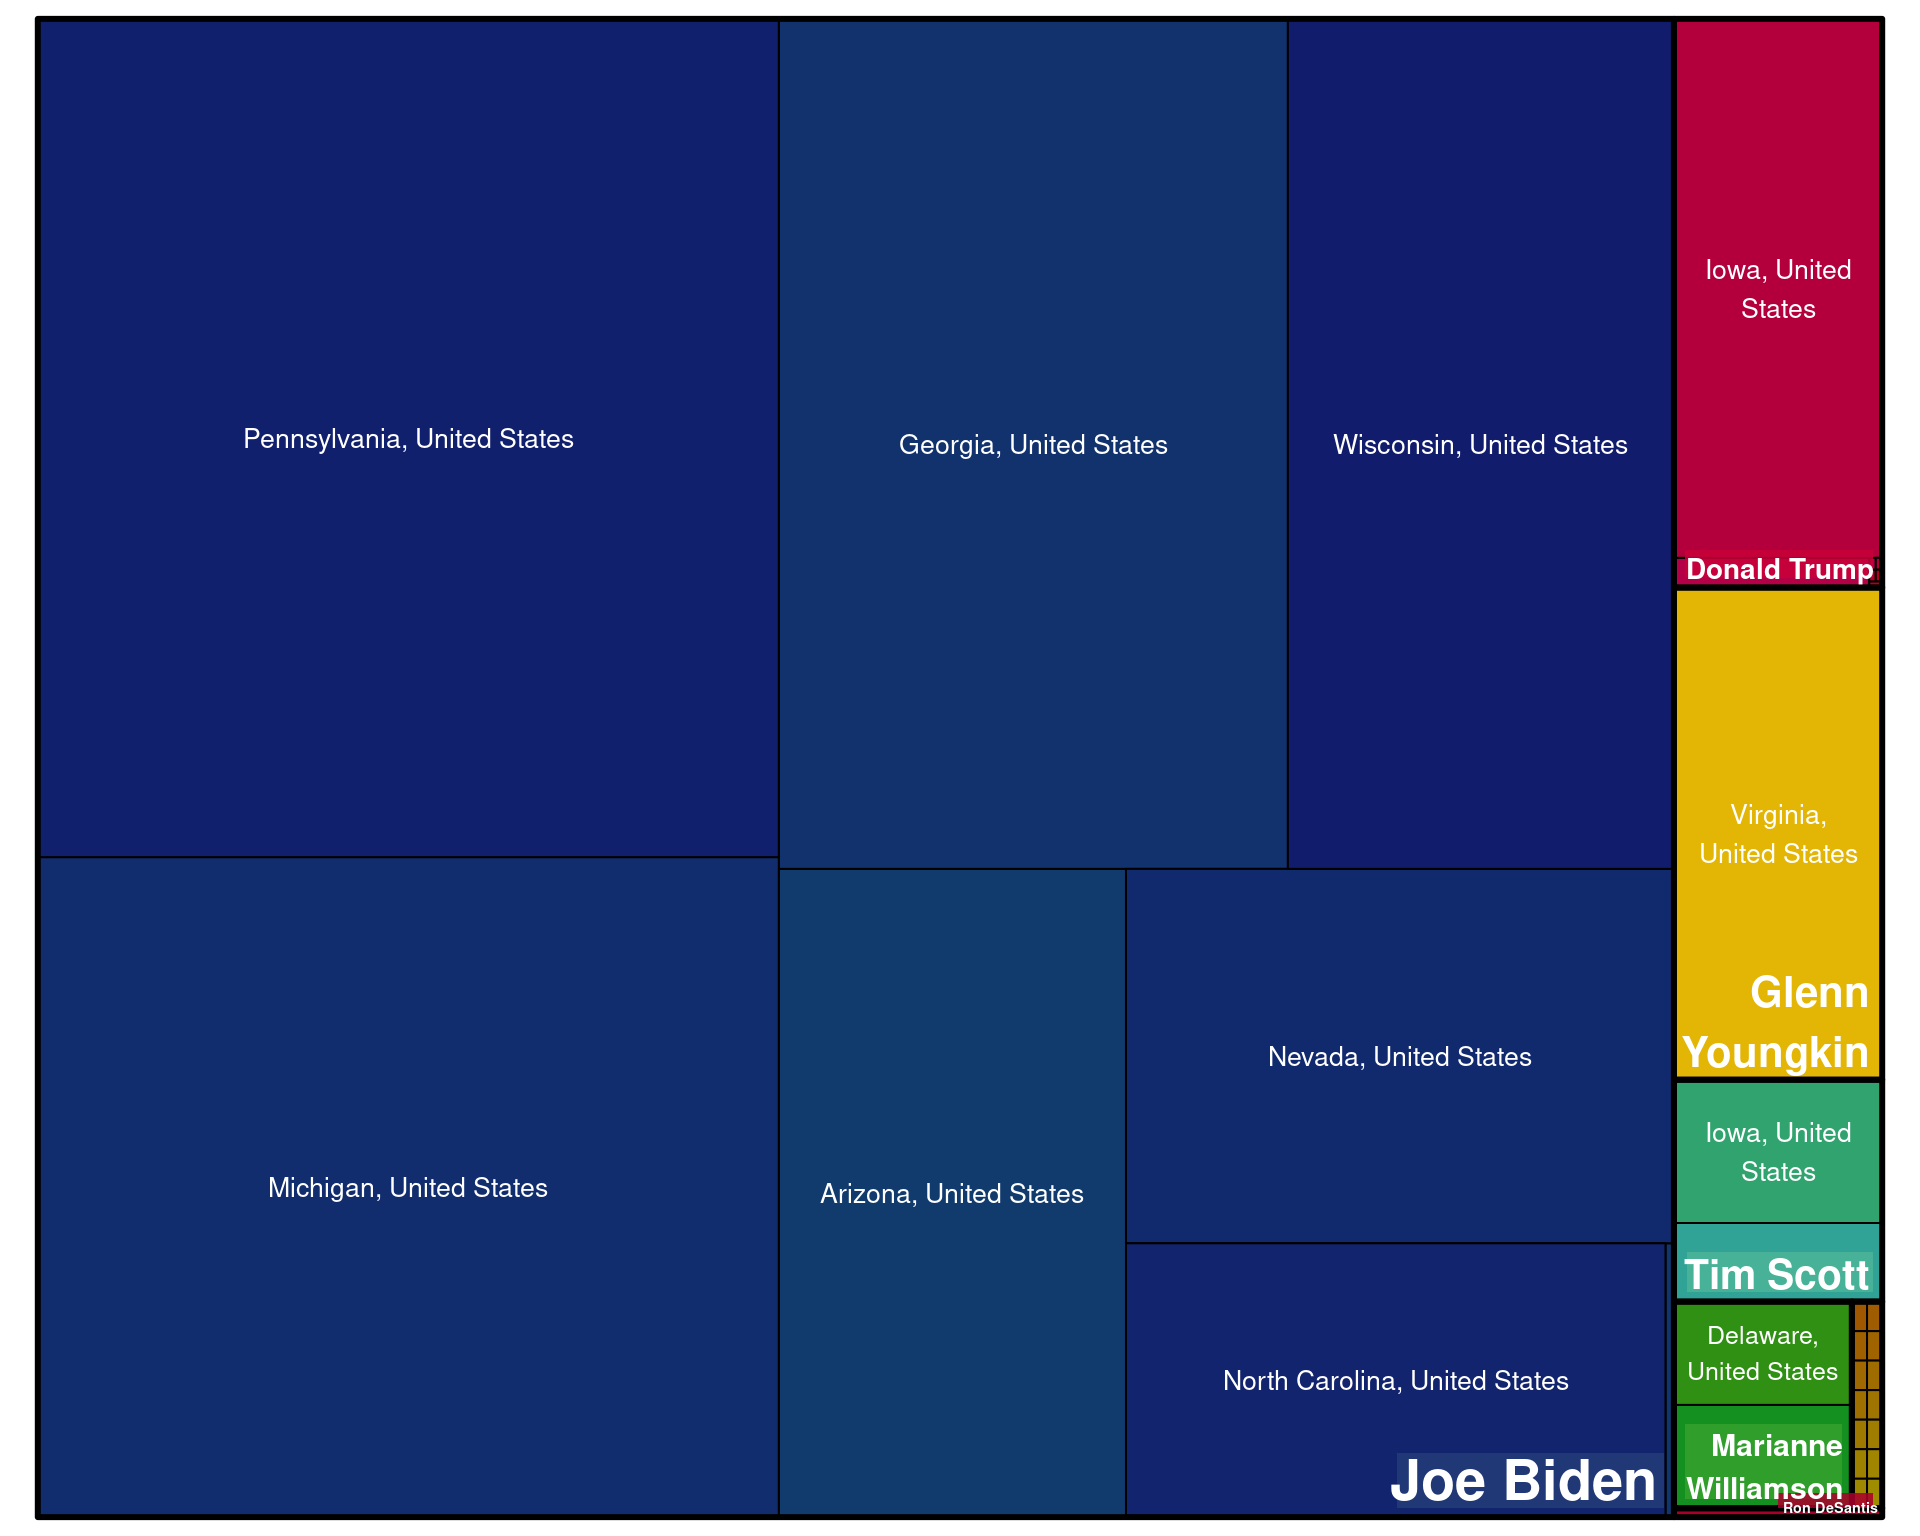 Pennsylvania, United States
Georgia, United States
Wisconsin, United States
Iowa, United
States
Donald Trump
Virginia,
United States
Glenn
Youngkin
Michigan, United States
Arizona, United States
Nevada, United States
North Carolina, United States
Joe Biden
Iowa, United
States
Tim Scott
Delaware,
United States
Marianne
Williamson
Ron DeSantis